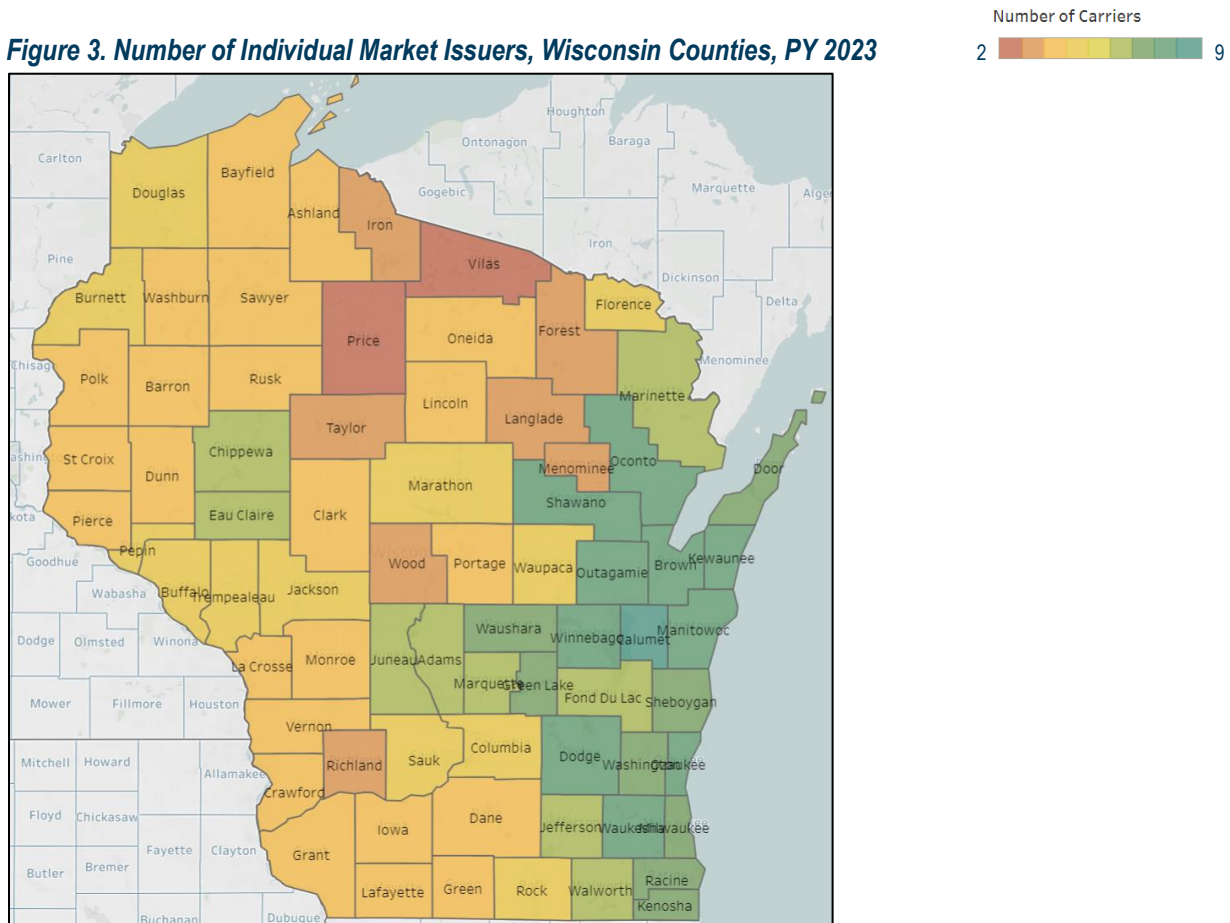 Number of Carriers
Figure 3. Number of Individual Market Issuers, Wisconsin Counties, PY 2023
2
9
Houghton
Carlton
Ontonagon
Baraga
Bayfield
Douglas
Gogebic
Marquette
Ashland
Iron
Iron
Pine
Vilas
Dickinson
Burnett
Washburn
Sawyer
Florence
Delta
Price
Oneida
Forest
Chisag
Menominee
Polk
Barron
Rusk
Lincoln
Marinette
Taylor
Langlade
Chippewa
St Croix
Dunn
Menominee
Oconto
Door
Marathon
Shawano
Pierce
Eau Claire
Clark
Pepin
Goodhue
Wisconsin
Wood
Portage
Waupaca
Outagamie
Brown
Kewaunee
Wabasha
Buffalo
Trempealeau
Jackson
Dodge
Olmsted
Winona
Waushara
Winnebago
Calumet
Manitowoc
La Crosse
Monroe
Juneau
Adams
Marquette
Green Lake
Fond Du Lac
Sheboygan
Mower
Fillmore
Houston
Vernon
Columbia
Mitchell
Howard
Allamakee
Richland
Sauk
Dodge
Washington
Ozaukee
Crawford
Floyd
Chickasaw
Iowa
Dane
Jefferson
Waukesha
Milwaukee
Fayette
Clayton
Grant
Butler
Bremer
Lafayette
Green
Rock
Walworth
Racine
Kenosha
Buchanan
Dubuque